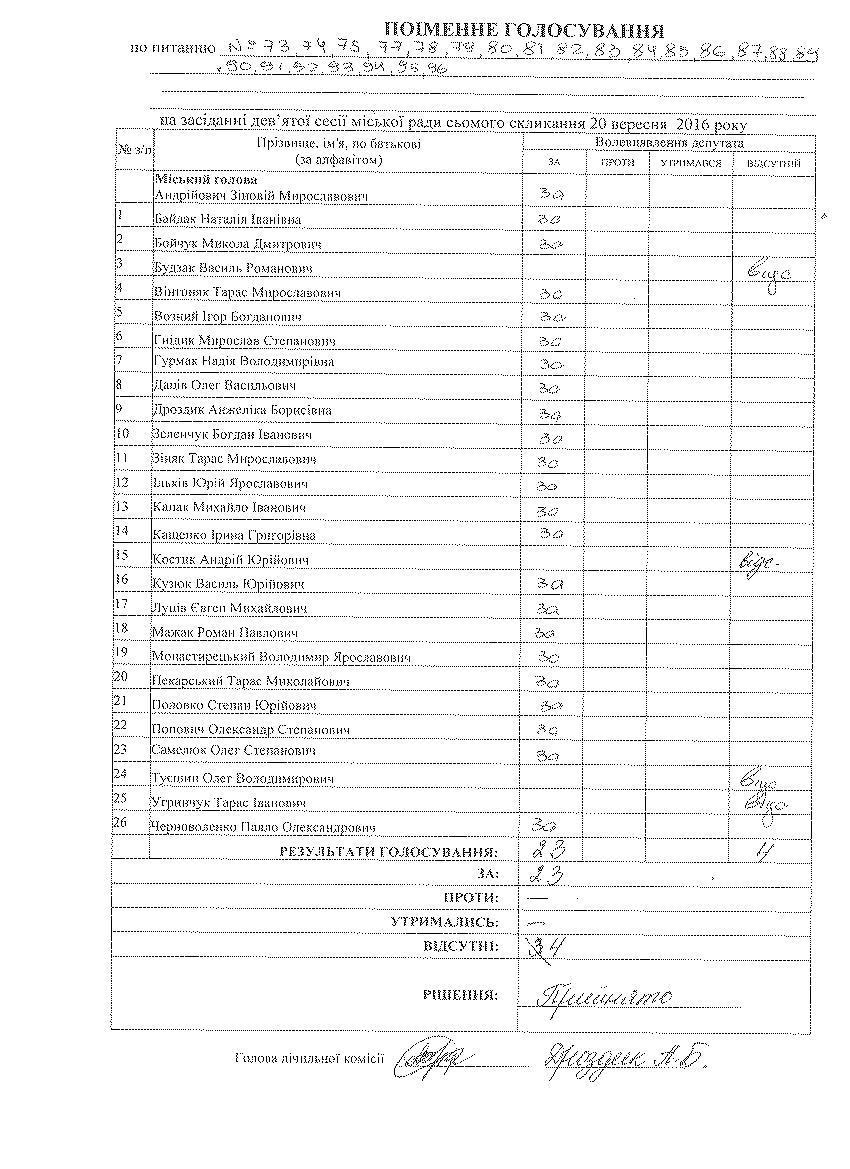 ПОІМЕННЕ ГОЛОСУВАННЯ
по питанню № 73, 74, 75, 77, 78, 79, 80, 81 82, 83, 84, 85, 86, 87, 88, 89
, 90, 91, 92, 93, 94, 95, 96
на засіданні дев'ятої сесії міської ради сьомого скликання 20 вересня 2016 року
№ з/п Прізвище, ім'я, по батькові (за алфавітом) Волевиявлення депутата
ЗА ПРОТИ УТРИМАВСЯ ВІДСУТНІЙ
Міський голова
Андрійович Зіновій Мирославович за
1 Байдак Наталія Іванівна за
2 Бойчук Микола Дмитрович за
3 Будзак Василь Романович відс
4 Вінтоняк Тарас Мирославович за
5 Возний Ігор Богданович за
6 Гнідик Мирослав Степанович за
7 Гурмак Надія Володимирівна за
8 Даців Олег Васильович за
9 Дроздик Анжеліка Борисівна за
10 Зеленчук Богдан Іванович за
11 Зіняк Тарас Мирославович за
12 Ільків Юрій Ярославович за
13 Капак Михайло Іванович за
14 Кащенко Ірина Григорівна за
15 Костик Андрій Юрійович відс.
16 Кузюк Василь Юрійович за
17 Луців Євген Михайлович за
18 Мажак Роман Павлович за
19 Монастирецький Володимир Ярославович за
20 Пекарський Тарас Миколайович за
21 Половко Степан Юрійович за
22 Попович Олександр Степанович за
23 Самелюк Олег Степанович за
24 Олег Володимирович відс
25 Угринчук Тарас Іванович відс
26 Черноволенко Павло Олександрович за
РЕЗУЛЬТАТИ ГОЛОСУВАННЯ: 23 4
ЗА: 23
ПРОТИ: —
УТРИМАЛИСЬ: —
ВІДСУТНІ: 4
РІШЕННЯ: Прийнято
Голова лічильної комісії Дроздик А.Б.